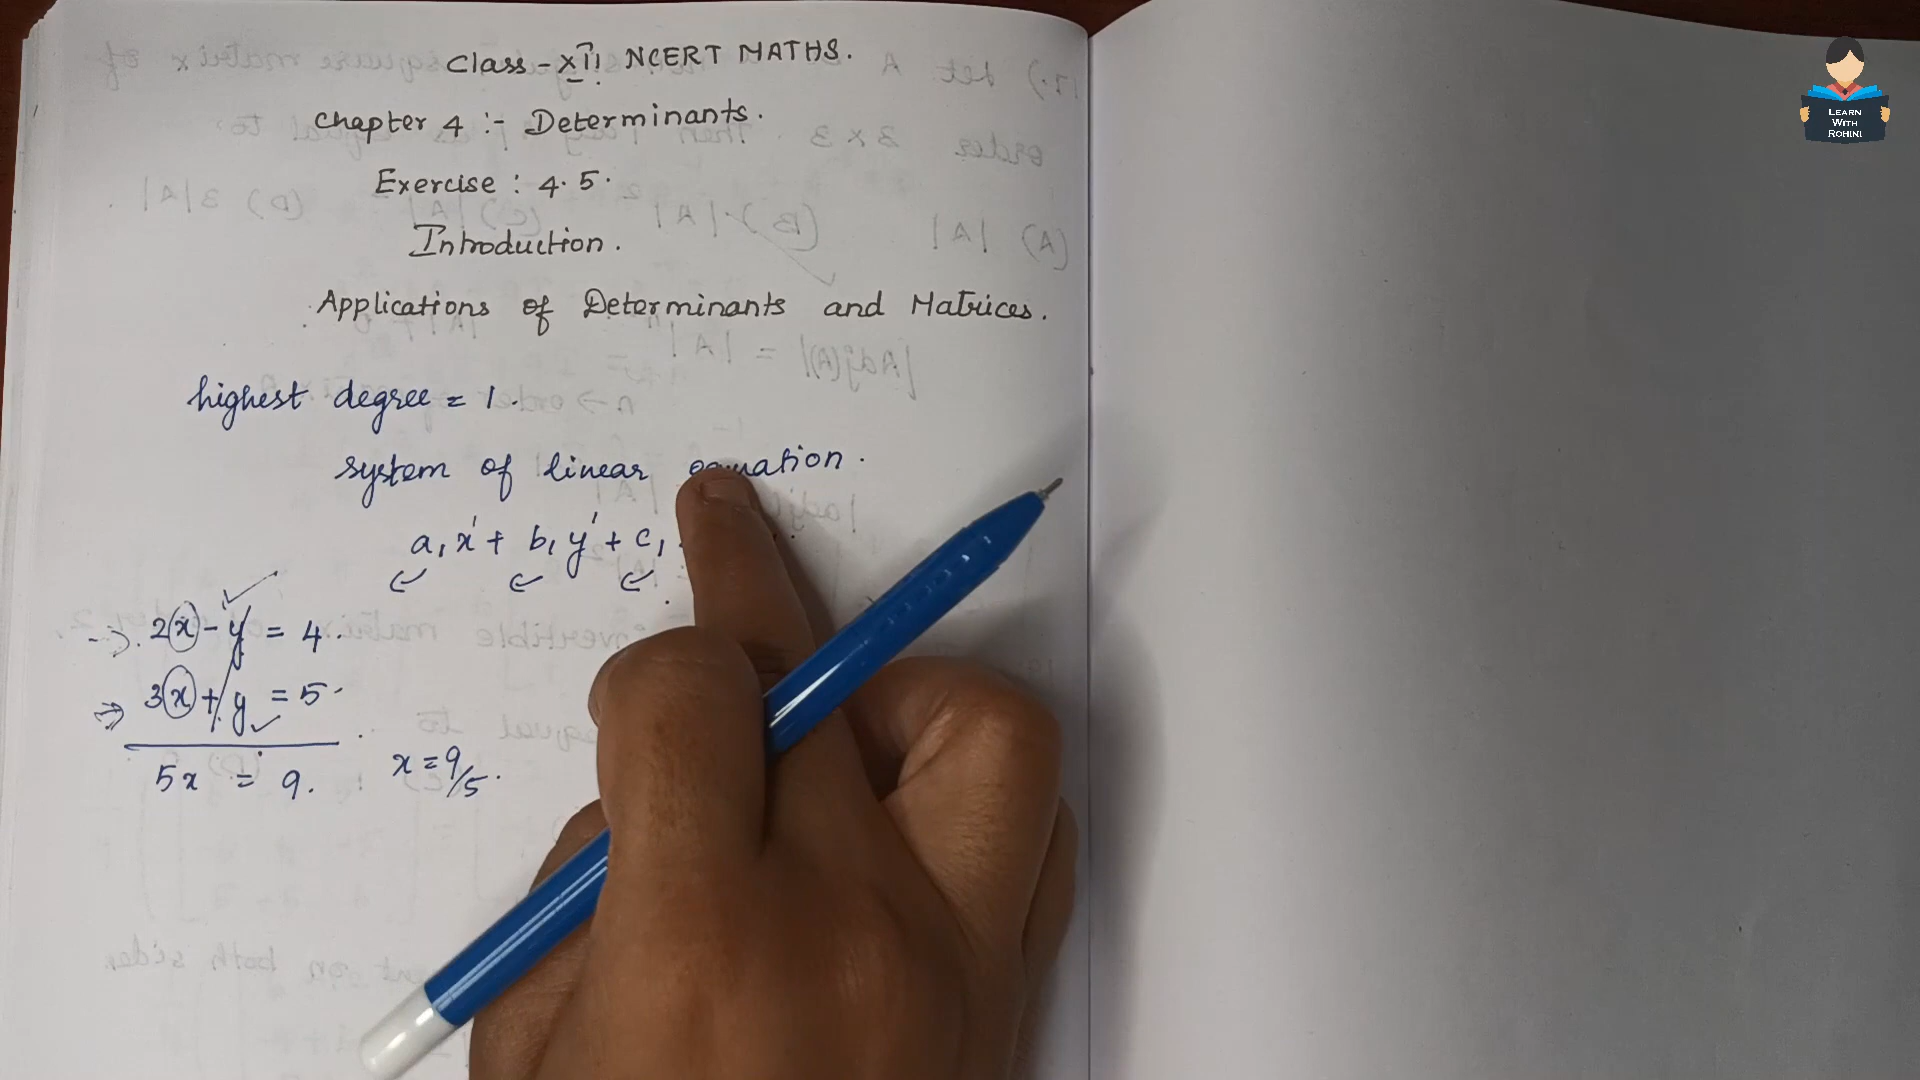 Class - XII NCERT MATHS.
Chapter 4 :- Determinants.
Exercise : 4.5.
Introduction.
Applications of Determinants and Matrices.
highest degree = 1.
system of linear equation.
a₁x' + b₁y' + c₁
2x - y = 4.
3x + y = 5.
5x = 9.
x = 9/5.
LEARN
WITH
ROHINI